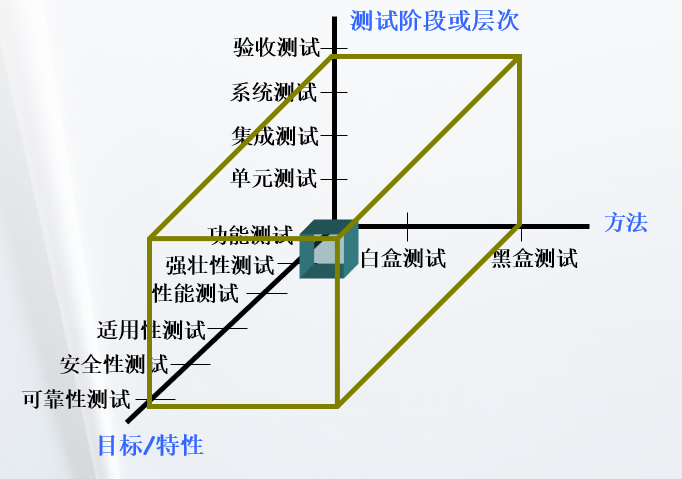 测试阶段或层次
验收测试
系统测试
集成测试
单元测试
方法
功能测试
白盒测试
黑盒测试
强壮性测试
性能测试
适用性测试
安全性测试
可靠性测试
目标/特性